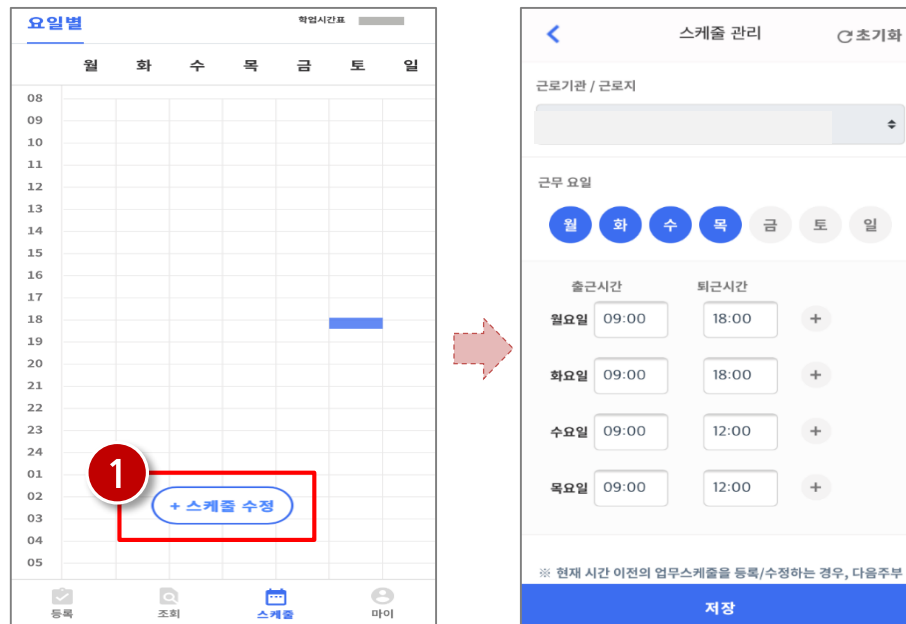 요일별
학업시간표
월 화 수 목 금 토 일
08
09
10
11
12
13
14
15
16
17
18
19
20
21
22
23
24
01
02
03
04
05
1
+ 스케줄 수정
등록 조회 스케줄 마이
스케줄 관리
초기화
근로기관 / 근로지
근무 요일
월 화 수 목 금 토 일
출근시간 퇴근시간
월요일 09:00 18:00 +
화요일 09:00 18:00 +
수요일 09:00 12:00 +
목요일 09:00 12:00 +
※ 현재 시간 이전의 업무스케줄을 등록/수정하는 경우, 다음주부
저장